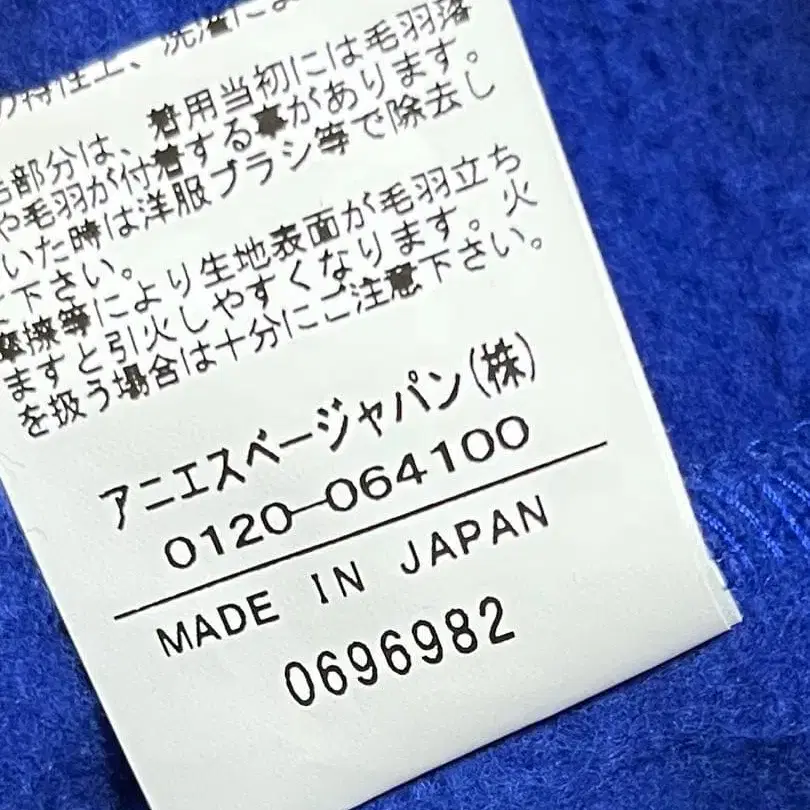 の特性上、洗濯によ
毛部分は、着用当初には毛羽落
や毛羽が付着する事があります。
いた時は洋服ブラシ等で除去し
て下さい。
摩擦等により生地表面が毛羽立ち
ますと引火しやすくなります。火
を扱う場合は十分にご注意下さい。
アニエスベージャパン(株)
0120-064100
MADE IN JAPAN
0696982